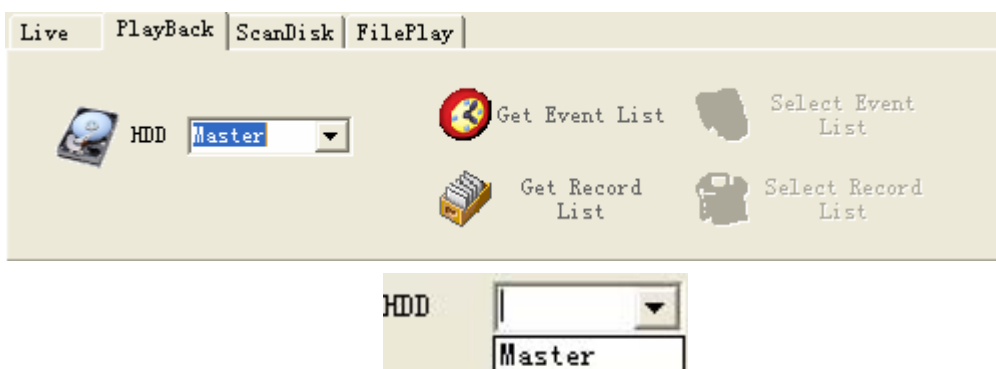 Live PlayBack ScanDisk FilePlay
HDD Master
Get Event List
Select Event
List
Get Record
List
Select Record
List
HDD
Master